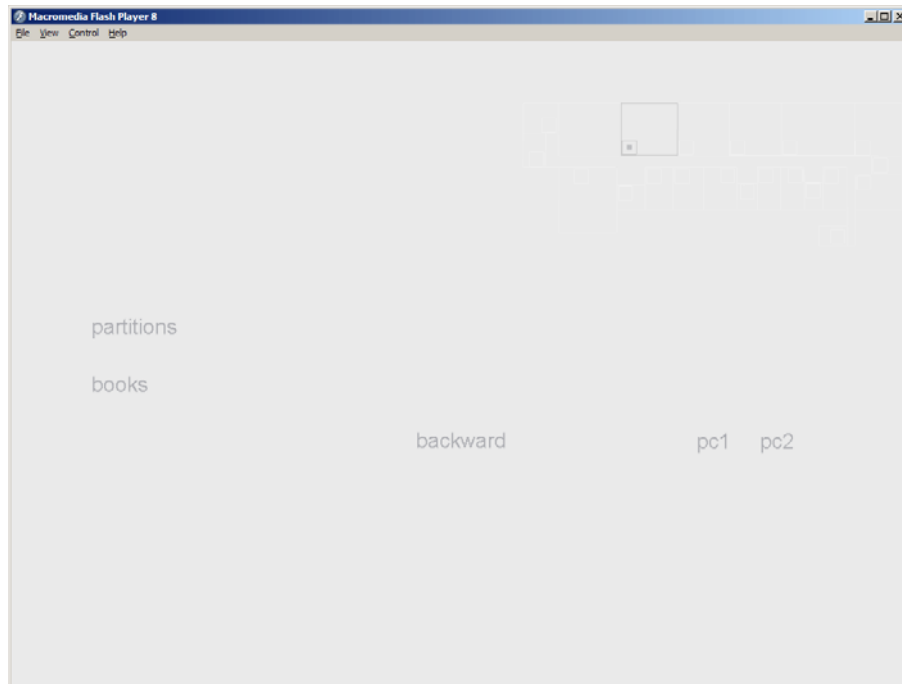 Macromedia Flash Player 8
File View Control Help
partitions
books
backward pc1 pc2